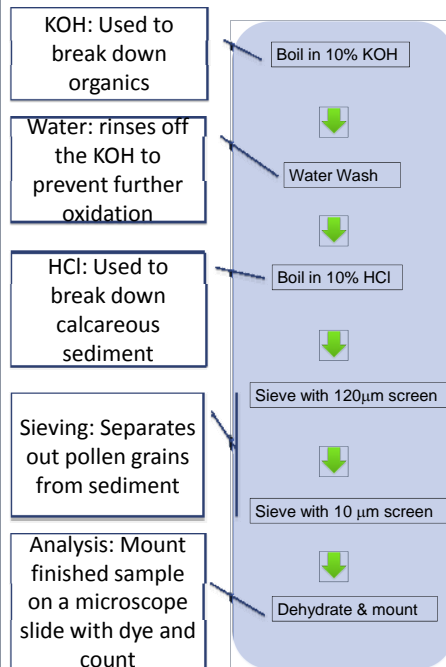 KOH: Used to
break down
organics
Boil in 10% KOH
Water: rinses off
the KOH to
prevent further
oxidation
Water Wash
HCl: Used to
break down
calcareous
sediment
Boil in 10% HCl
Sieving: Separates
out pollen grains
from sediment
Sieve with 120μm screen
Sieve with 10 μm screen
Analysis: Mount
finished sample
on a microscope
slide with dye and
count
Dehydrate & mount